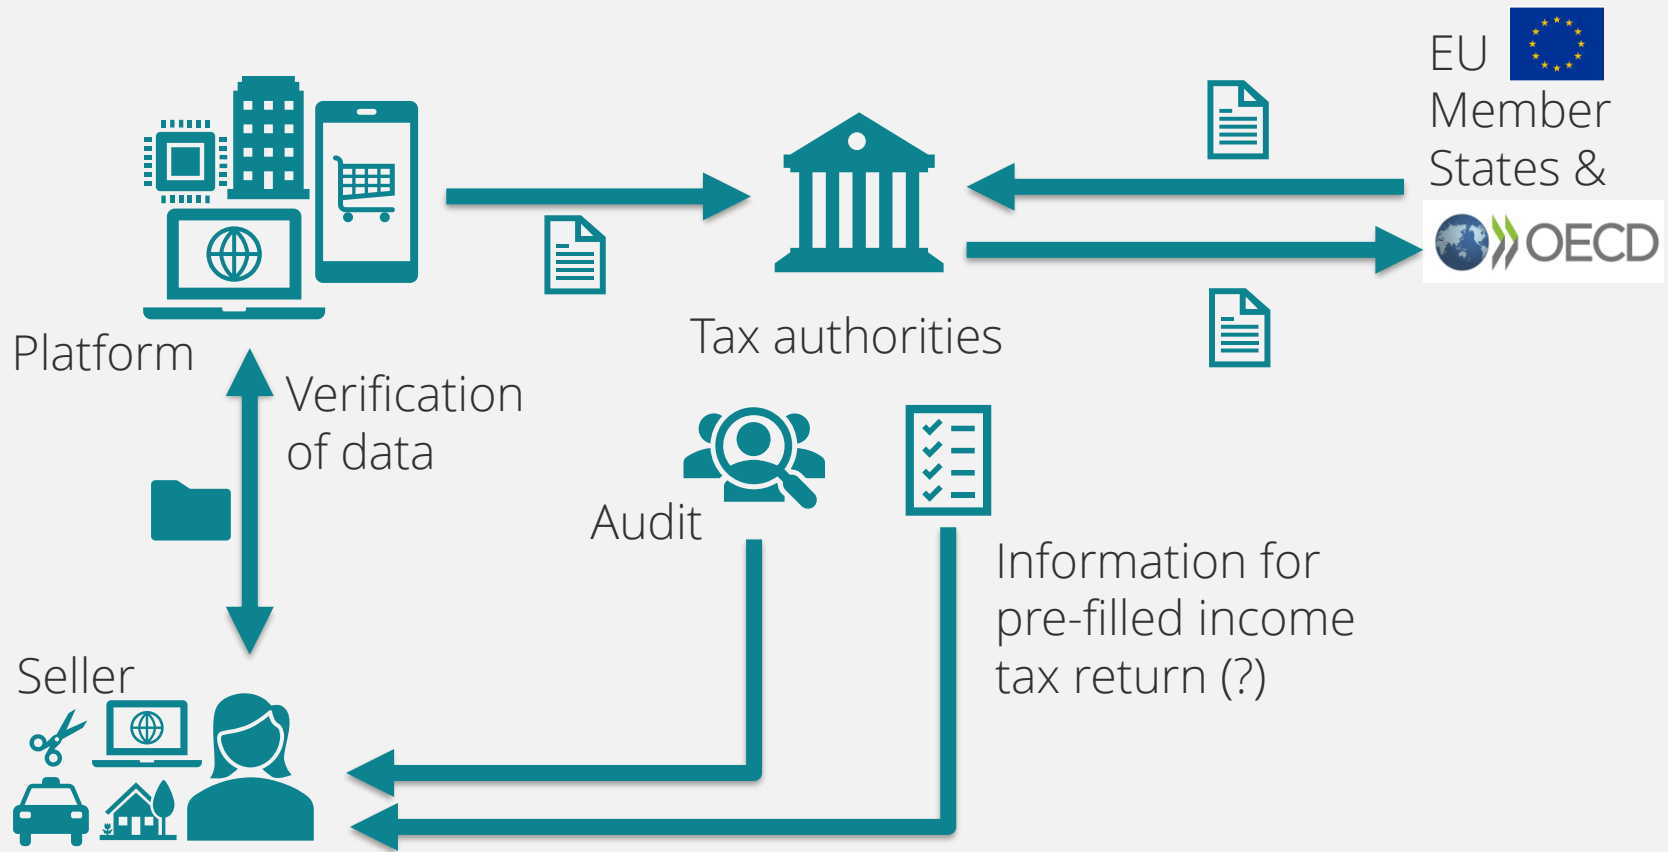 EU
Member
States &
OECD
Platform
Tax authorities
Verification
of data
Audit
Information for
pre-filled income
tax return (?)
Seller